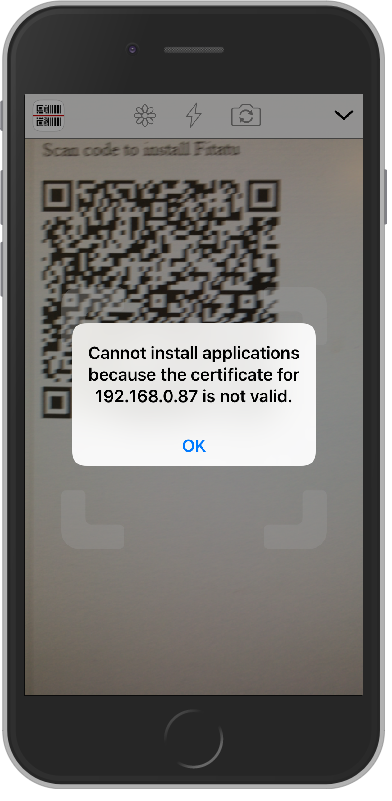 Scan code to install Fitatu
Cannot install applications
because the certificate for
192.168.0.87 is not valid.
OK